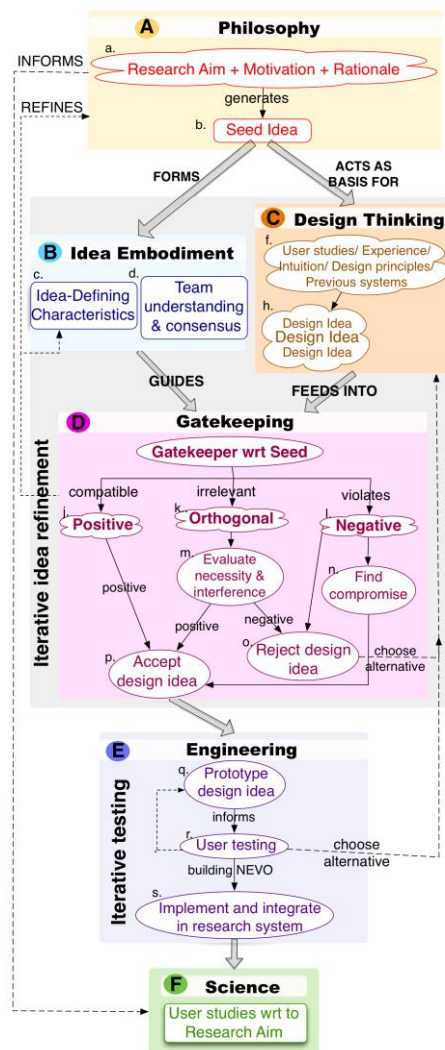 A Philosophy
a.
INFORMS
Research Aim + Motivation + Rationale
REFINES
generates
b.
Seed Idea
FORMS
ACTS AS
BASIS FOR
B
Idea Embodiment
c.
Idea-Defining
Characteristics
d.
Team
understanding
& consensus
C Design Thinking
f.
User studies/ Experience/
Intuition/ Design principles/
Previous systems
h.
Design Idea
Design Idea
Design Idea
GUIDES
FEEDS INTO
Iterative idea refinement
D Gatekeeping
Gatekeeper wrt Seed
compatible
irrelevant
violates
j.
Positive
k.
Orthogonal
l.
Negative
m.
Evaluate
necessity &
interference
n.
Find
compromise
positive
positive
negative
o.
Reject design
idea
choose
alternative
p.
Accept
design idea
Iterative testing
E Engineering
q.
Prototype
design idea
informs
r.
User testing
choose
alternative
building NEVO
s.
Implement and integrate
in research system
F Science
User studies wrt to
Research Aim